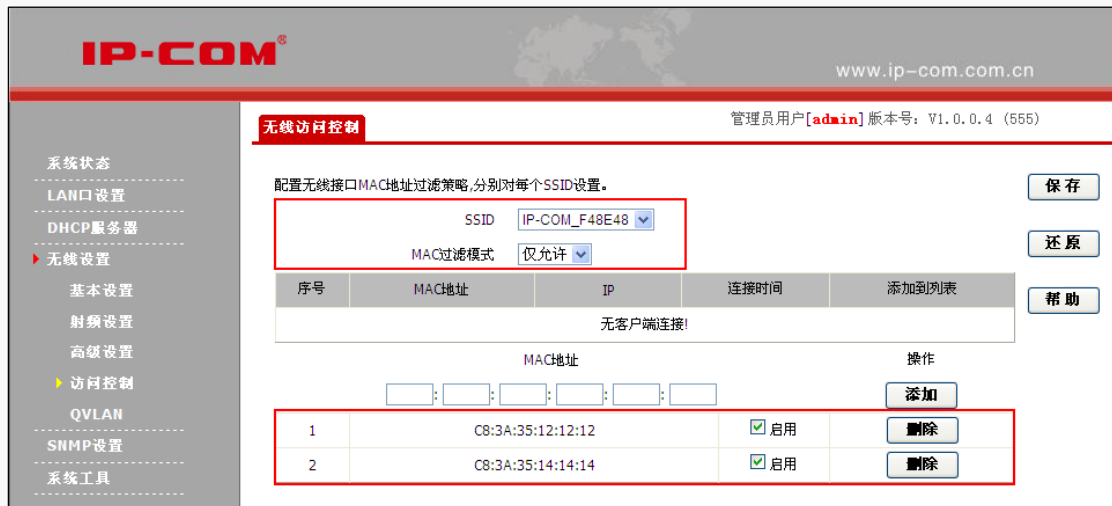 IP-COM®
www.ip-com.com.cn
无线访问控制
管理员用户[admin]版本号: V1.0.0.4 (555)
系统状态
LAN口设置
DHCP服务器
无线设置
基本设置
射频设置
高级设置
访问控制
QVLAN
SNMP设置
系统工具
配置无线接口MAC地址过滤策略,分别对每个SSID设置。
SSID IP-COM_F48E48
MAC过滤模式 仅允许
序号 MAC地址 IP 连接时间 添加到列表
无客户端连接!
MAC地址 操作
: : : : : 添加
1 C8:3A:35:12:12:12 启用 删除
2 C8:3A:35:14:14:14 启用 删除
保存
还原
帮助